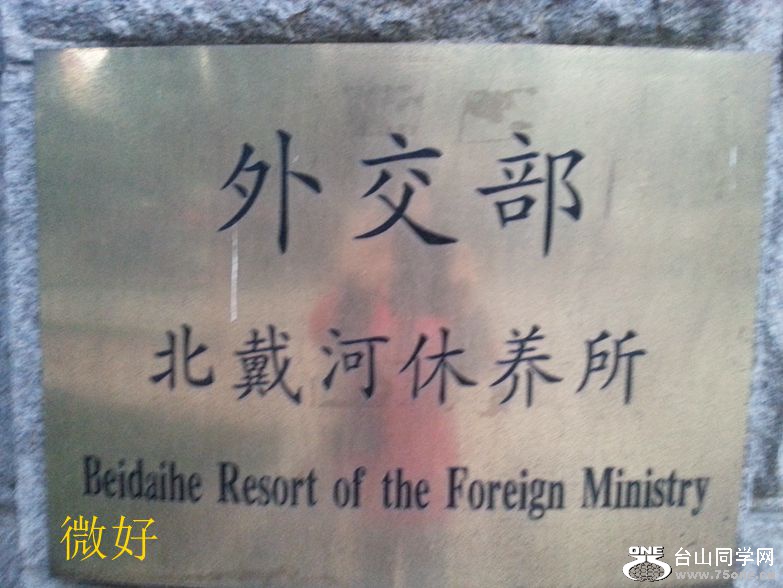 外交部
北戴河休养所
Beidaihe Resort of the Foreign Ministry
微好
ONE
台山同学网